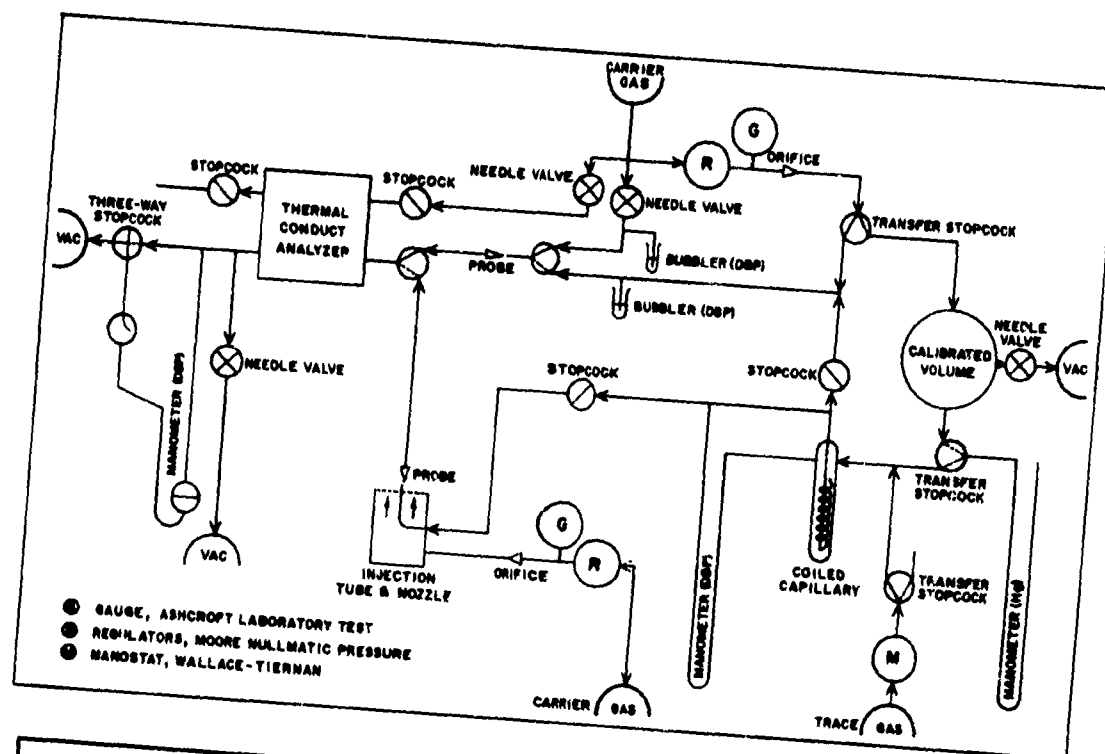 CARRIER
GAS
G
R
ORIFICE
STOPCOCK
STOPCOCK
NEEDLE VALVE
NEEDLE VALVE
THREE-WAY
STOPCOCK
THERMAL
CONDUCT
ANALYZER
TRANSFER STOPCOCK
VAC
PROBE
BUBBLER (DBP)
BUBBLER (DBP)
NEEDLE
VALVE
CALIBRATED
VOLUME
VAC
NEEDLE VALVE
STOPCOCK
STOPCOCK
MANOMETER (DBP)
PROBE
TRANSFER
STOPCOCK
VAC
G
R
ORIFICE
INJECTION
TUBE & NOZZLE
MANOMETER (DBP)
COILED
CAPILLARY
TRANSFER
STOPCOCK
MANOMETER (Hg)
M
GAUGE, ASHCROFT LABORATORY TEST
REGULATORS, MOORE NULLMATIC PRESSURE
MANOSTAT, WALLACE-TIERNAN
CARRIER GAS
TRACE GAS